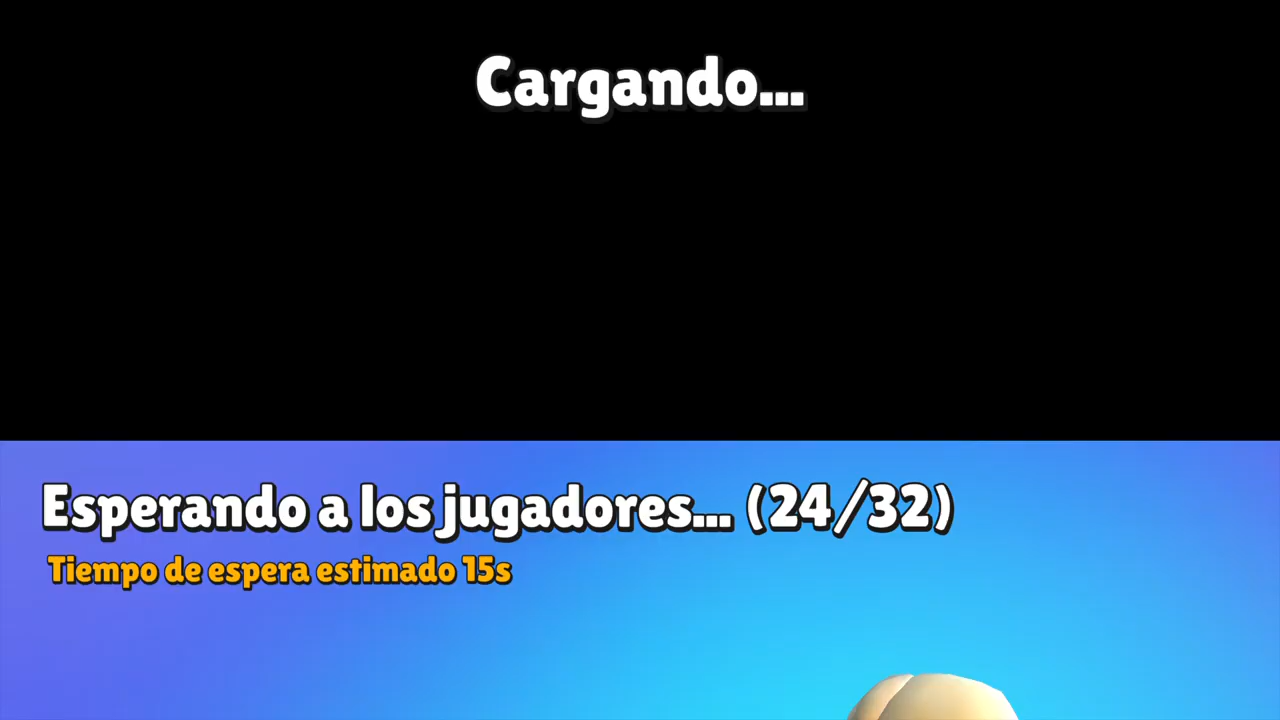 Cargando...
Esperando a los jugadores... (24/32)
Tiempo de espera estimado 15s